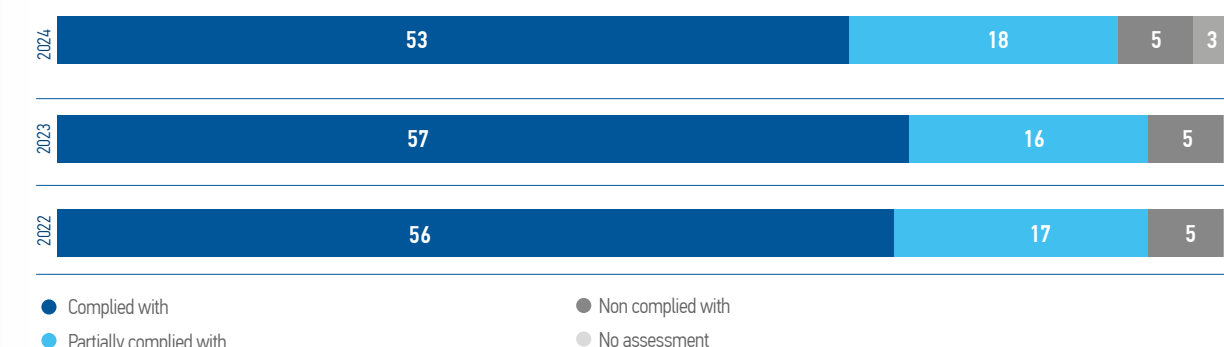 2024 53 18 5 3
2023 57 16 5
2022 56 17 5
Complied with
Non complied with
Partially complied with
No assessment